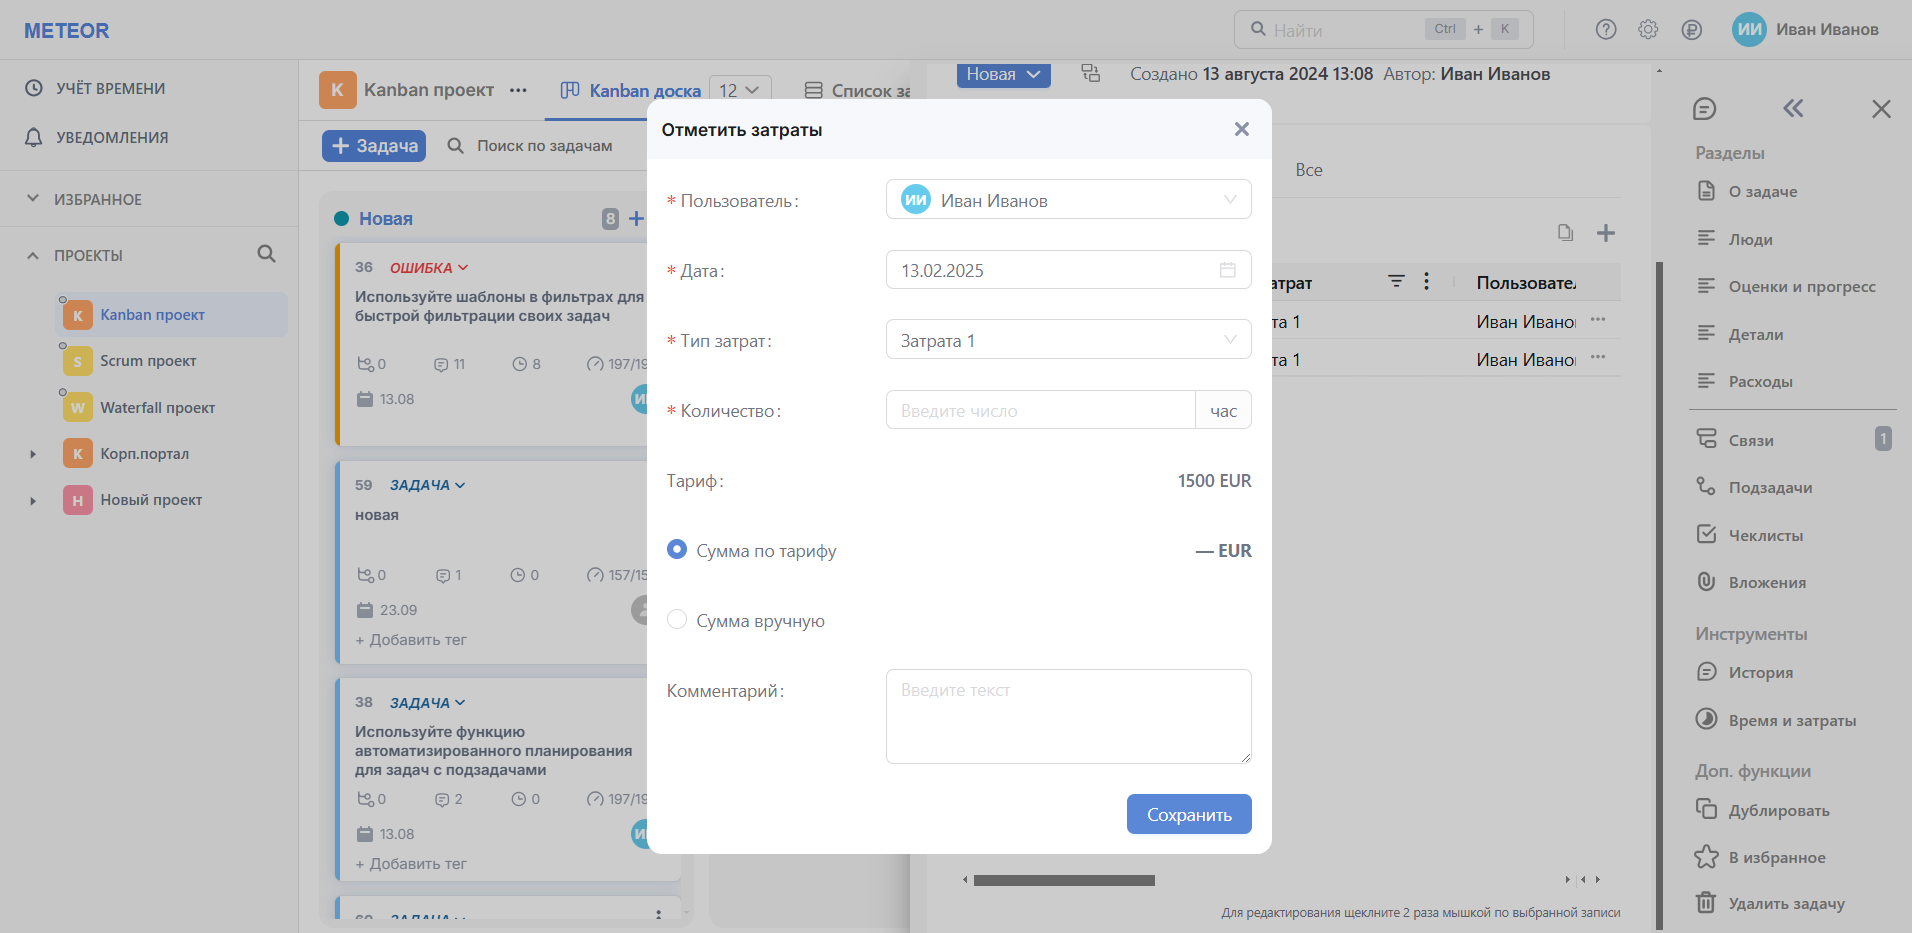 METEOR
Найти Ctrl + K
ИИ Иван Иванов
УЧЁТ ВРЕМЕНИ
УВЕДОМЛЕНИЯ
ИЗБРАННОЕ
ПРОЕКТЫ
K Kanban проект
S Scrum проект
W Waterfall проект
К Корп.портал
Н Новый проект
K Kanban проект
Kanban доска 12
Список за
+ Задача
Поиск по задачам
Новая 8 +
36 ОШИБКА
Используйте шаблоны в фильтрах для
быстрой фильтрации своих задач
0 11 8 197/19
13.08
59 ЗАДАЧА
новая
0 1 0 157/15
23.09
+ Добавить тег
38 ЗАДАЧА
Используйте функцию
автоматизированного планирования
для задач с подзадачами
0 2 0 197/19
13.08
+ Добавить тег
60 ЗАДАЧА
Отметить затраты
* Пользователь:
ИИ Иван Иванов
* Дата:
13.02.2025
* Тип затрат:
Затрата 1
* Количество:
Введите число час
Тариф:
1500 EUR
Сумма по тарифу
— EUR
Сумма вручную
Комментарий:
Введите текст
Сохранить
Новая
Создано 13 августа 2024 13:08 Автор: Иван Иванов
Все
атрат Пользовател
та 1 Иван Ивано
та 1 Иван Ивано
Для редактирования щеклните 2 раза мышкой по выбранной записи
Разделы
О задаче
Люди
Оценки и прогресс
Детали
Расходы
Связи 1
Подзадачи
Чеклисты
Вложения
Инструменты
История
Время и затраты
Доп. функции
Дублировать
В избранное
Удалить задачу